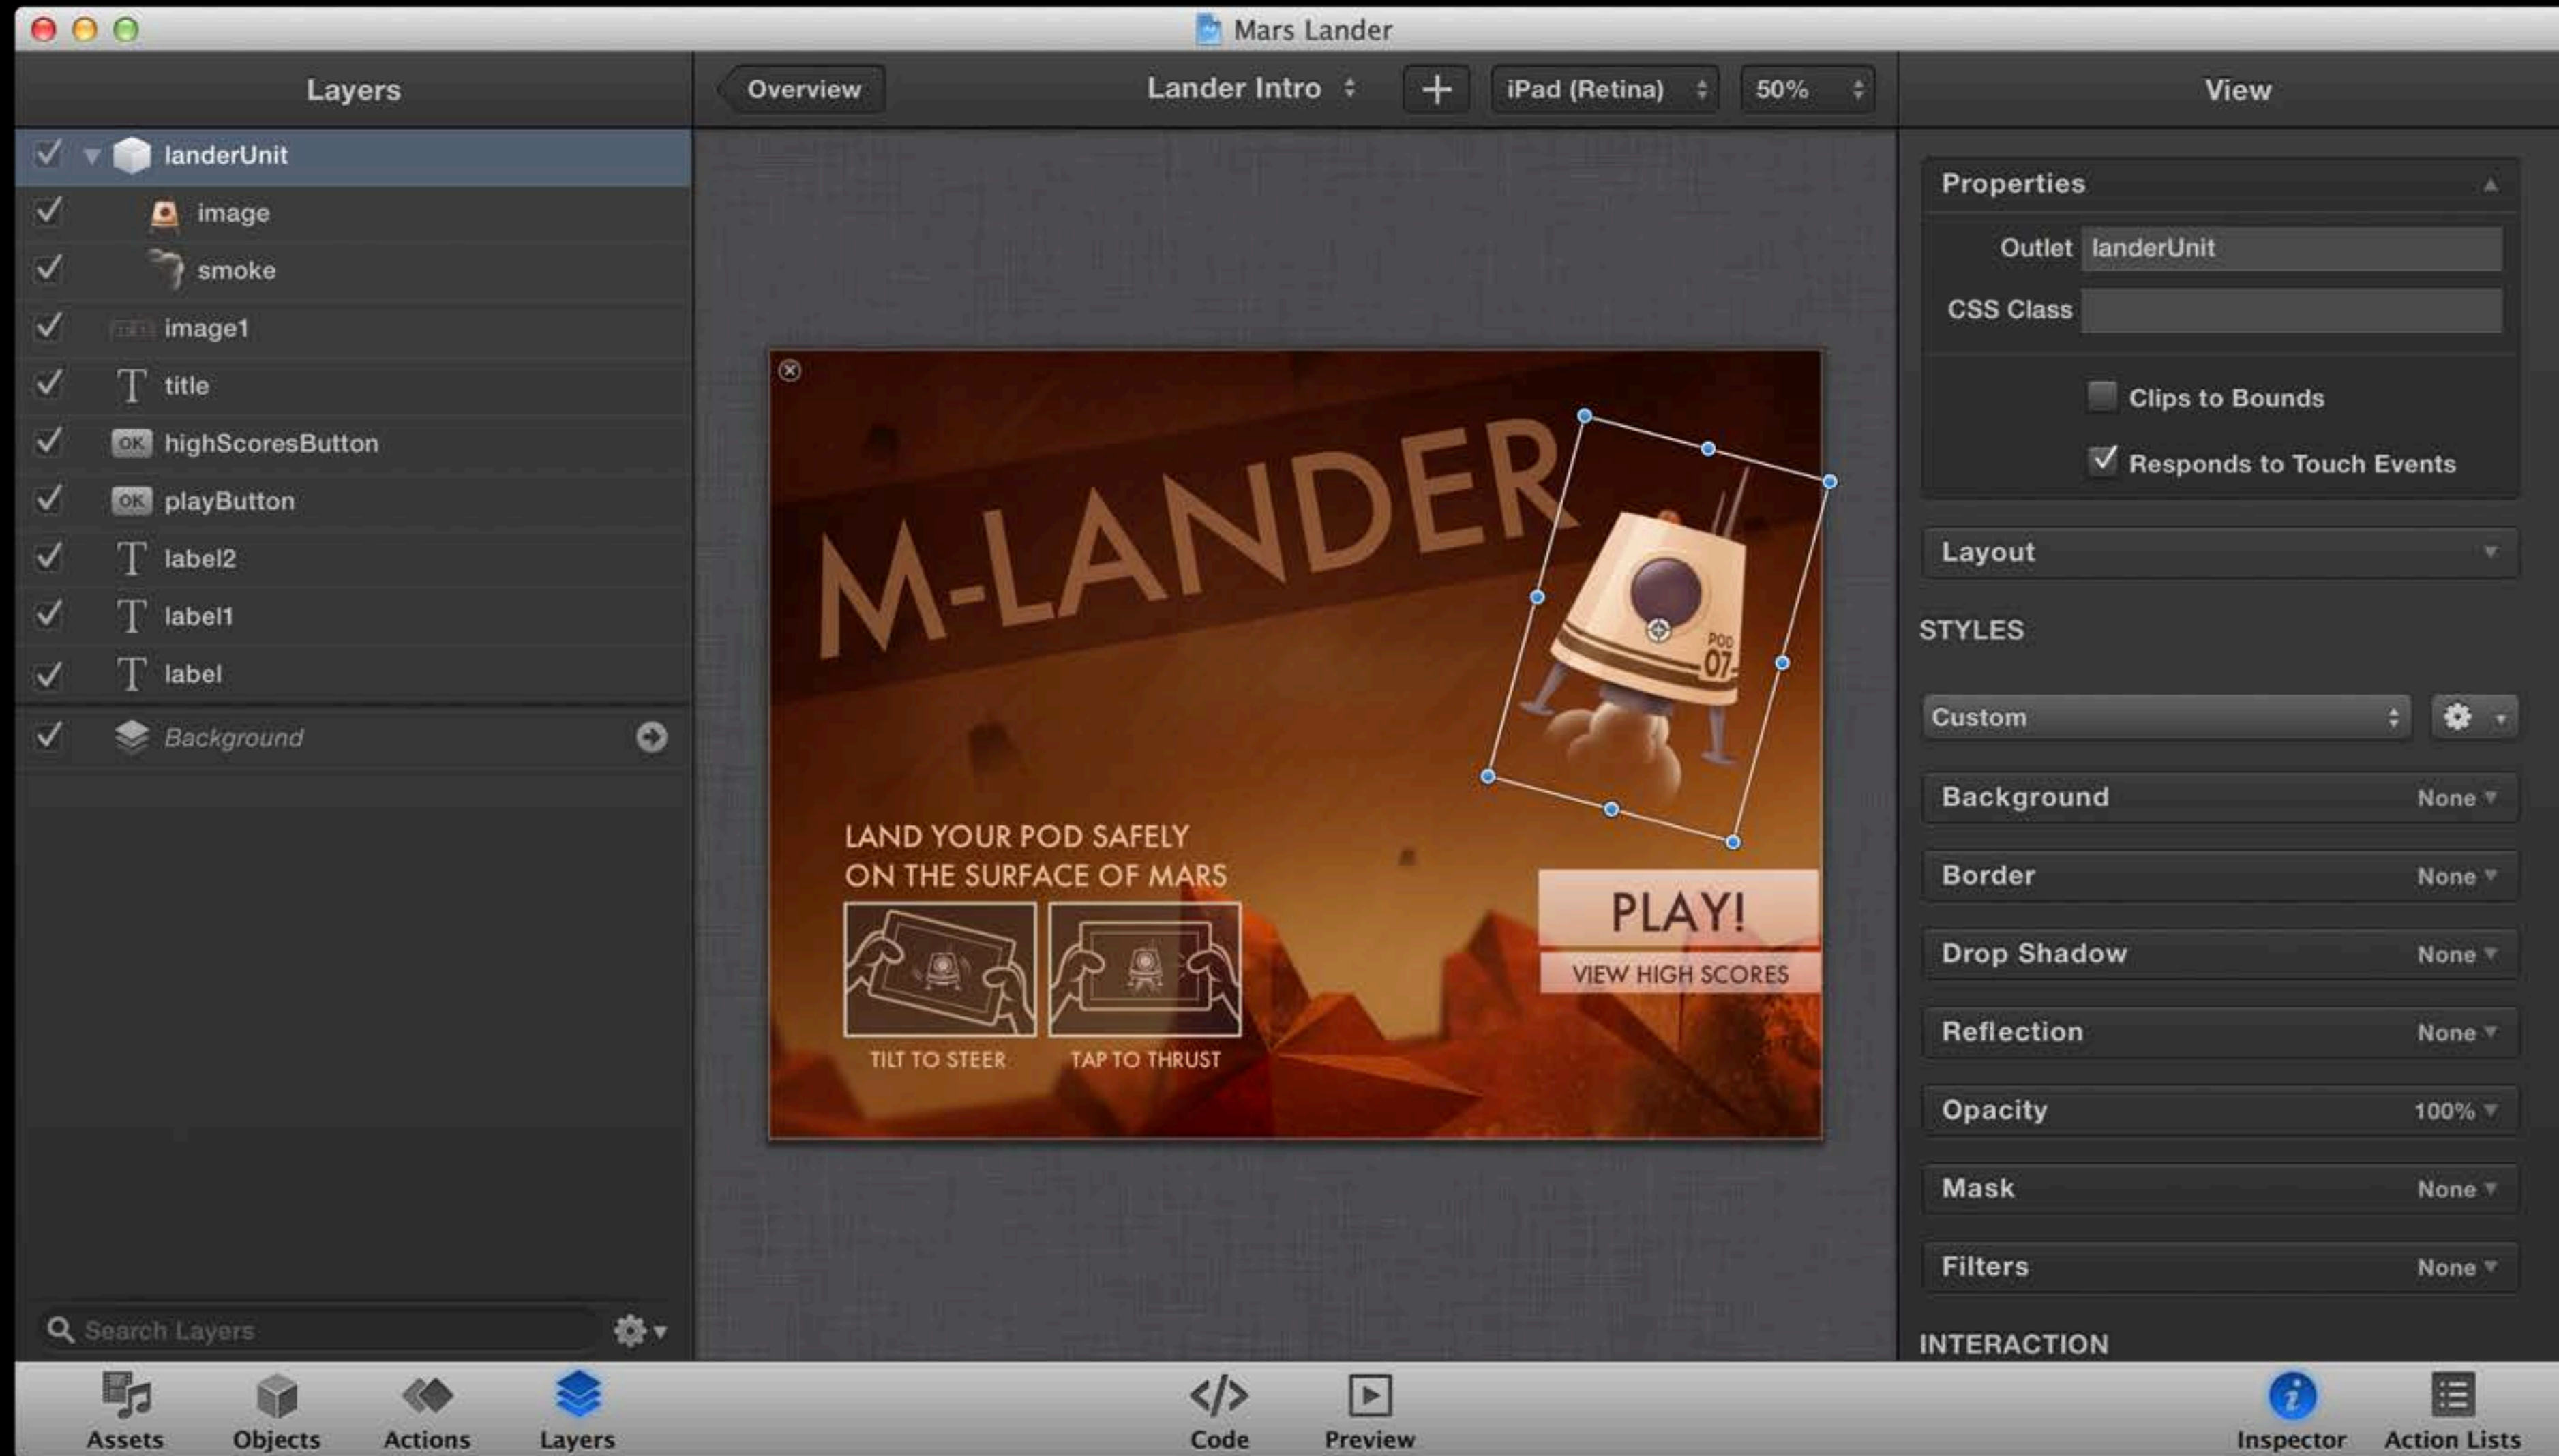 Mars Lander
Layers
Overview
Lander Intro
iPad (Retina)
50%
View
landerUnit
image
smoke
image1
title
highScoresButton
playButton
label2
label1
label
Background
Search Layers
M-LANDER
POD
07
LAND YOUR POD SAFELY
ON THE SURFACE OF MARS
TILT TO STEER
TAP TO THRUST
PLAY!
VIEW HIGH SCORES
Properties
Outlet landerUnit
CSS Class
Clips to Bounds
Responds to Touch Events
Layout
STYLES
Custom
Background None
Border None
Drop Shadow None
Reflection None
Opacity 100%
Mask None
Filters None
INTERACTION
OK
OK
Assets
Objects
Actions
Layers
Code
Preview
Inspector
Action Lists